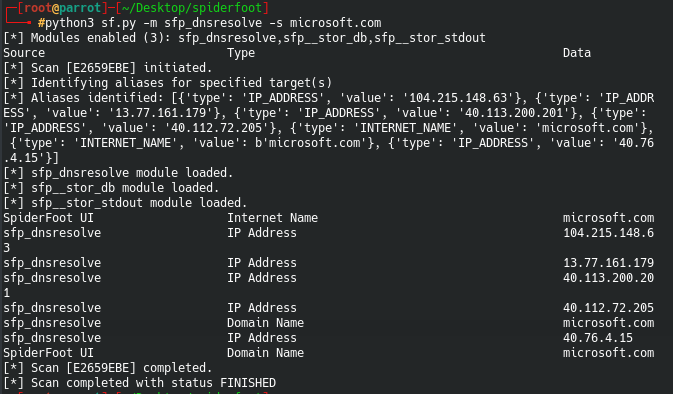 [root@parrot]-[~/Desktop/spiderfoot]
#python3 sf.py -m sfp_dnsresolve -s microsoft.com
[*] Modules enabled (3): sfp_dnsresolve,sfp__stor_db,sfp__stor_stdout
Source Type Data
[*] Scan [E2659EBE] initiated.
[*] Identifying aliases for specified target(s)
[*] Aliases identified: [{'type': 'IP_ADDRESS', 'value': '104.215.148.63'}, {'type': 'IP_ADDR
ESS', 'value': '13.77.161.179'}, {'type': 'IP_ADDRESS', 'value': '40.113.200.201'}, {'type':
'IP_ADDRESS', 'value': '40.112.72.205'}, {'type': 'INTERNET_NAME', 'value': 'microsoft.com'},
{'type': 'INTERNET_NAME', 'value': b'microsoft.com'}, {'type': 'IP_ADDRESS', 'value': '40.76
.4.15'}]
[*] sfp_dnsresolve module loaded.
[*] sfp__stor_db module loaded.
[*] sfp__stor_stdout module loaded.
SpiderFoot UI Internet Name microsoft.com
sfp_dnsresolve IP Address 104.215.148.6
3
sfp_dnsresolve IP Address 13.77.161.179
sfp_dnsresolve IP Address 40.113.200.20
1
sfp_dnsresolve IP Address 40.112.72.205
sfp_dnsresolve Domain Name microsoft.com
sfp_dnsresolve IP Address 40.76.4.15
SpiderFoot UI Domain Name microsoft.com
[*] Scan [E2659EBE] completed.
[*] Scan completed with status FINISHED